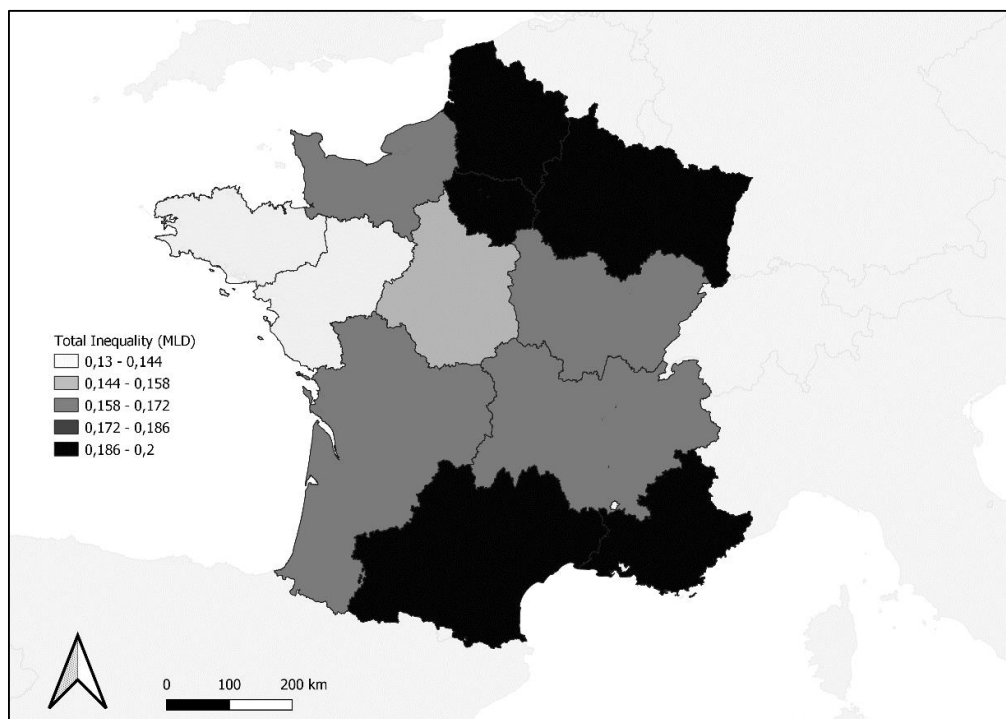 Total Inequality (MLD)
0,13 - 0,144
0,144 - 0,158
0,158 - 0,172
0,172 - 0,186
0,186 - 0,2
0 100 200 km